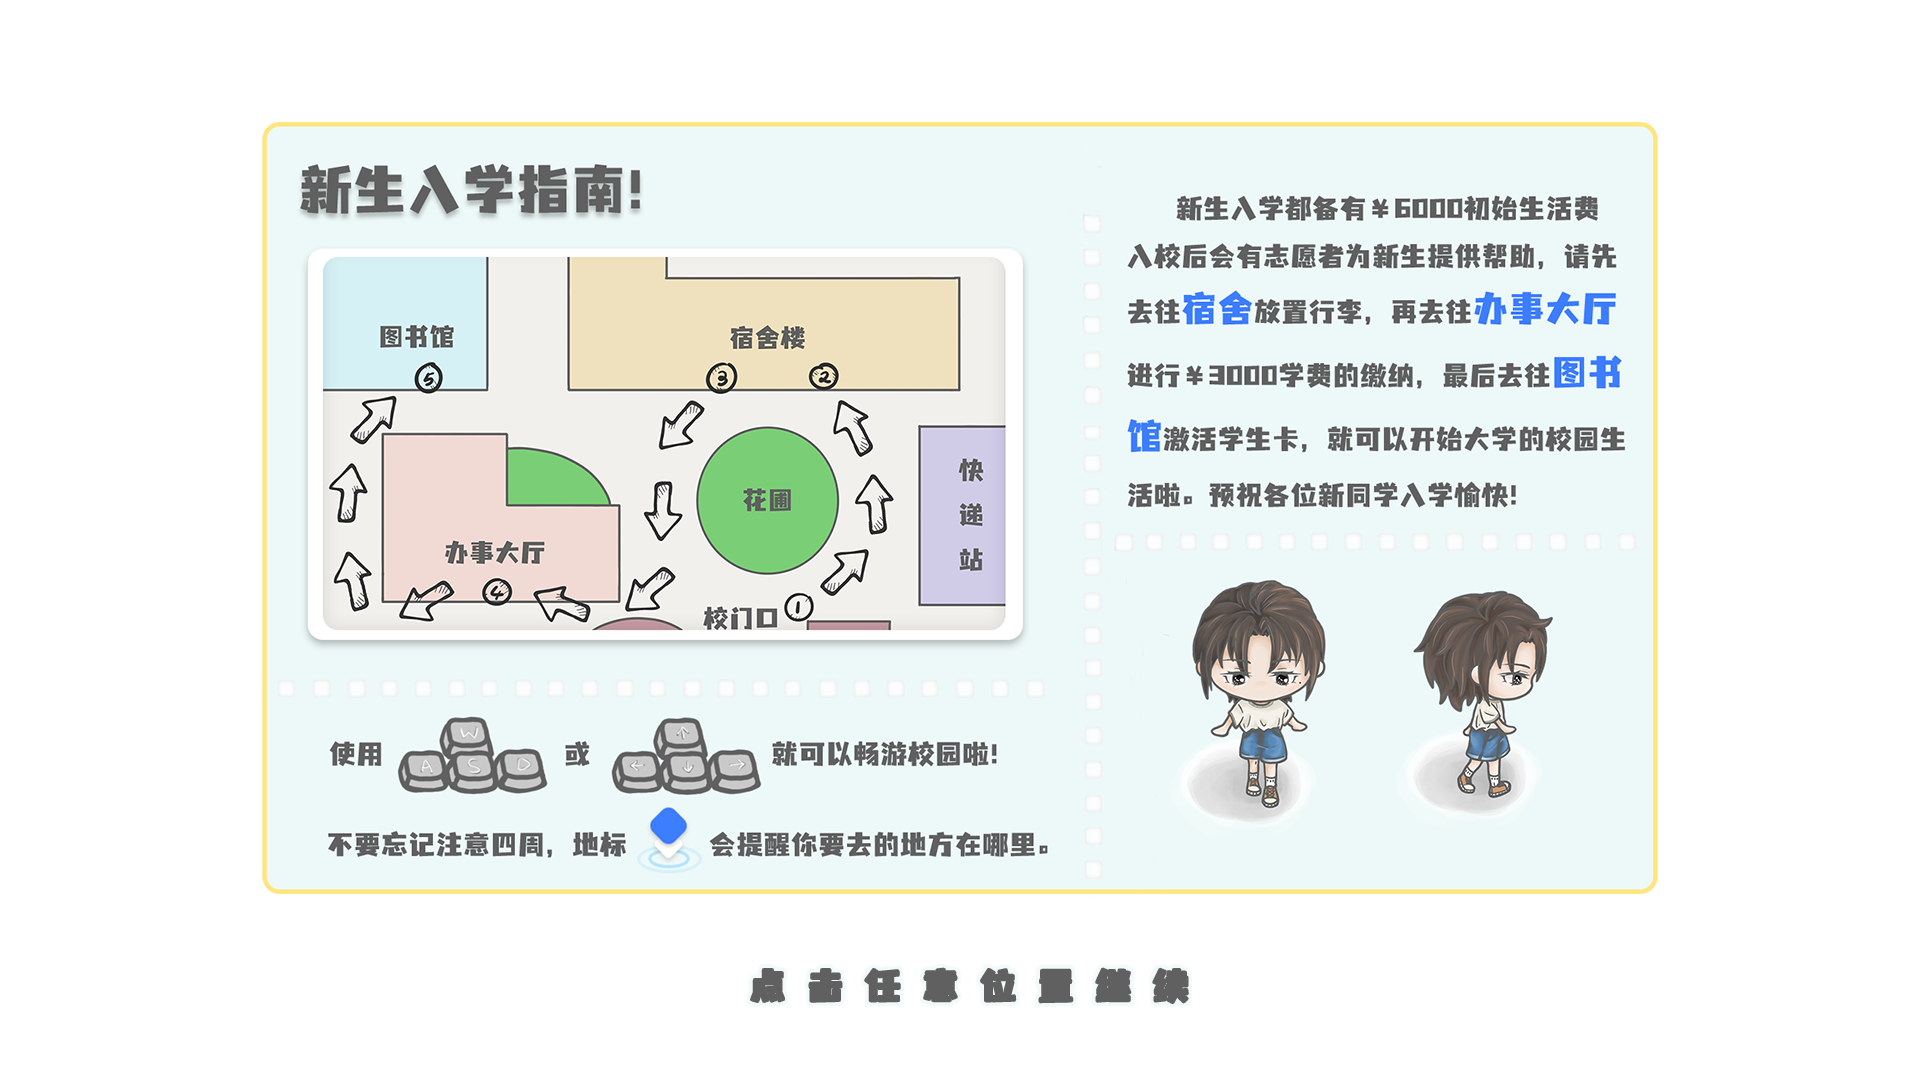 新生入学指南!
图书馆
宿舍楼
⑤
③
②
花圃
快
递
站
办事大厅
④
校门口
①
使用
W
A S D
或
↑
← ↓ →
就可以畅游校园啦!
不要忘记注意四周，地标
会提醒你要去的地方在哪里。
新生入学都备有￥6000初始生活费
入校后会有志愿者为新生提供帮助，请先
去往宿舍放置行李，再去往办事大厅
进行￥3000学费的缴纳，最后去往图书
馆激活学生卡，就可以开始大学的校园生
活啦。预祝各位新同学入学愉快!
点击任意位置继续